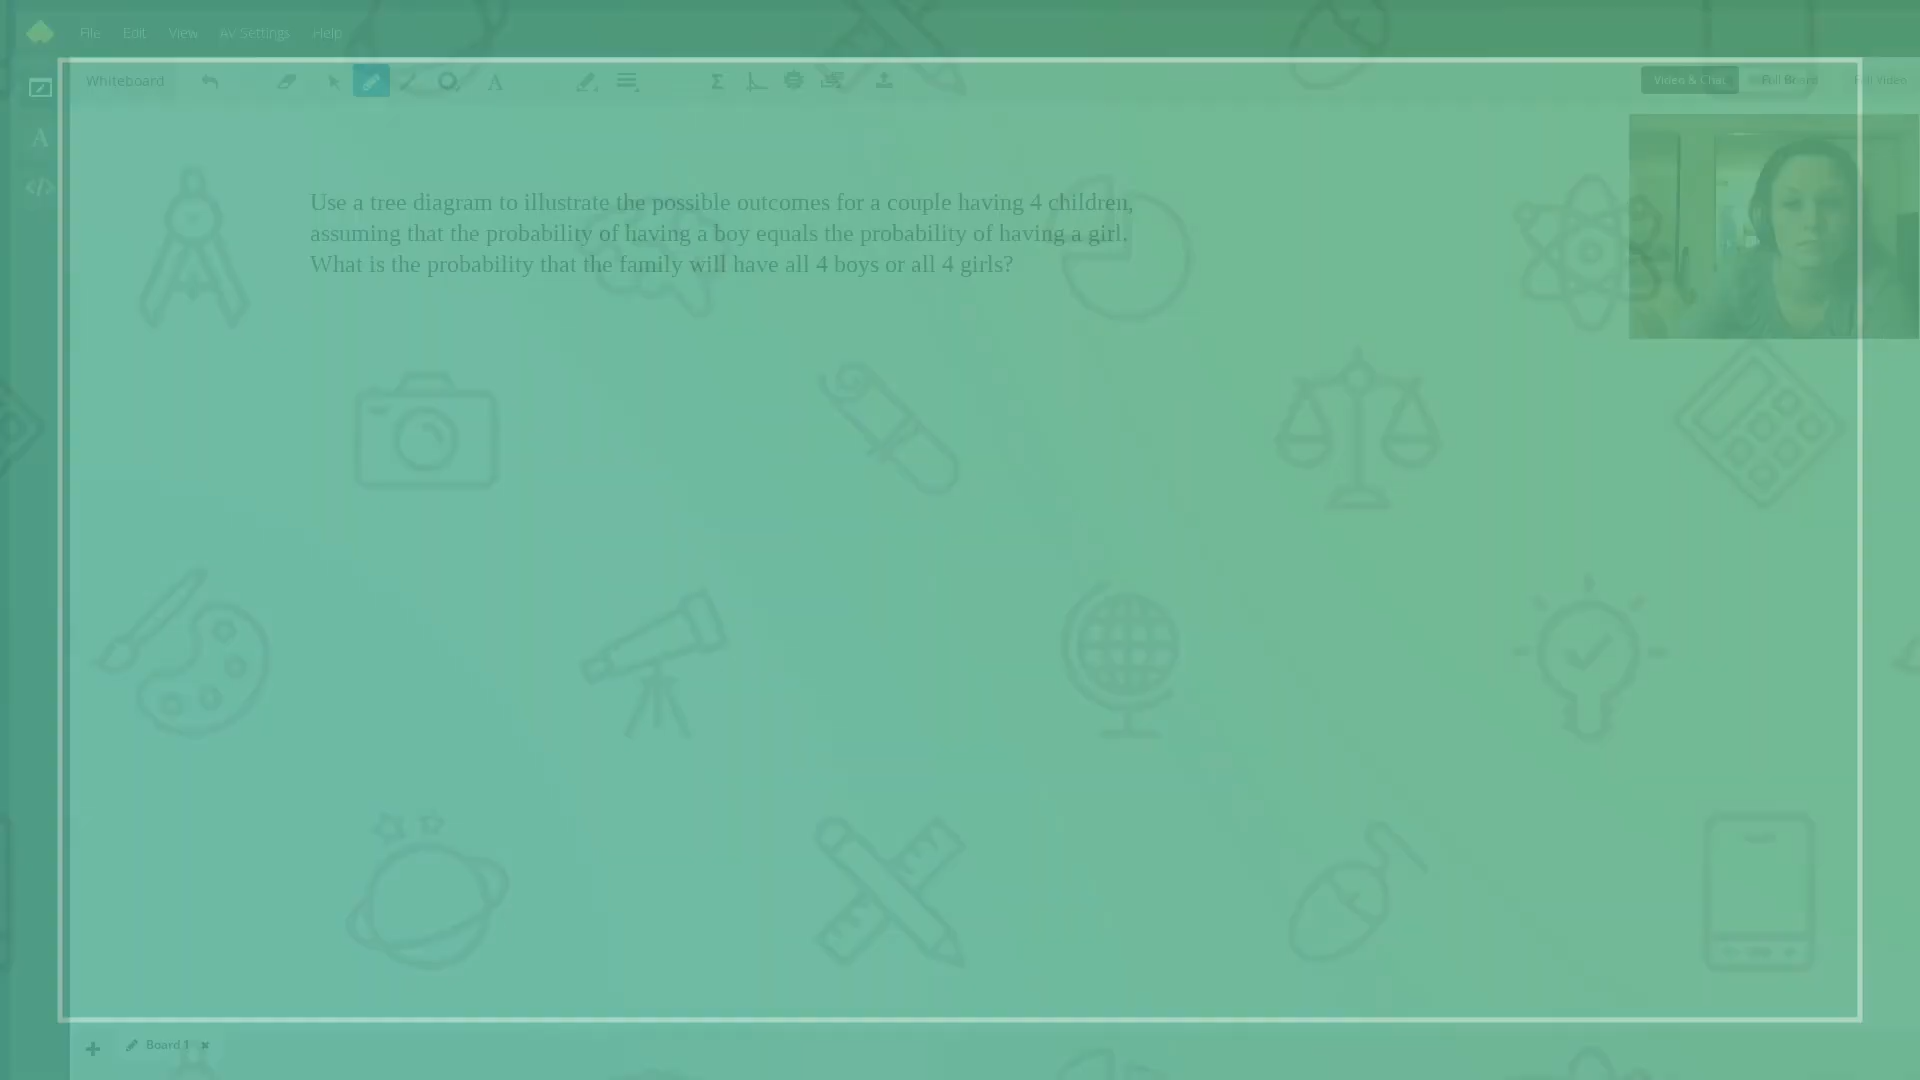 File Edit View AV Settings Help
Whiteboard A Σ Video & Chat Full Board Full Video
A
</>
Use a tree diagram to illustrate the possible outcomes for a couple having 4 children,
assuming that the probability of having a boy equals the probability of having a girl.
What is the probability that the family will have all 4 boys or all 4 girls?
Board 1